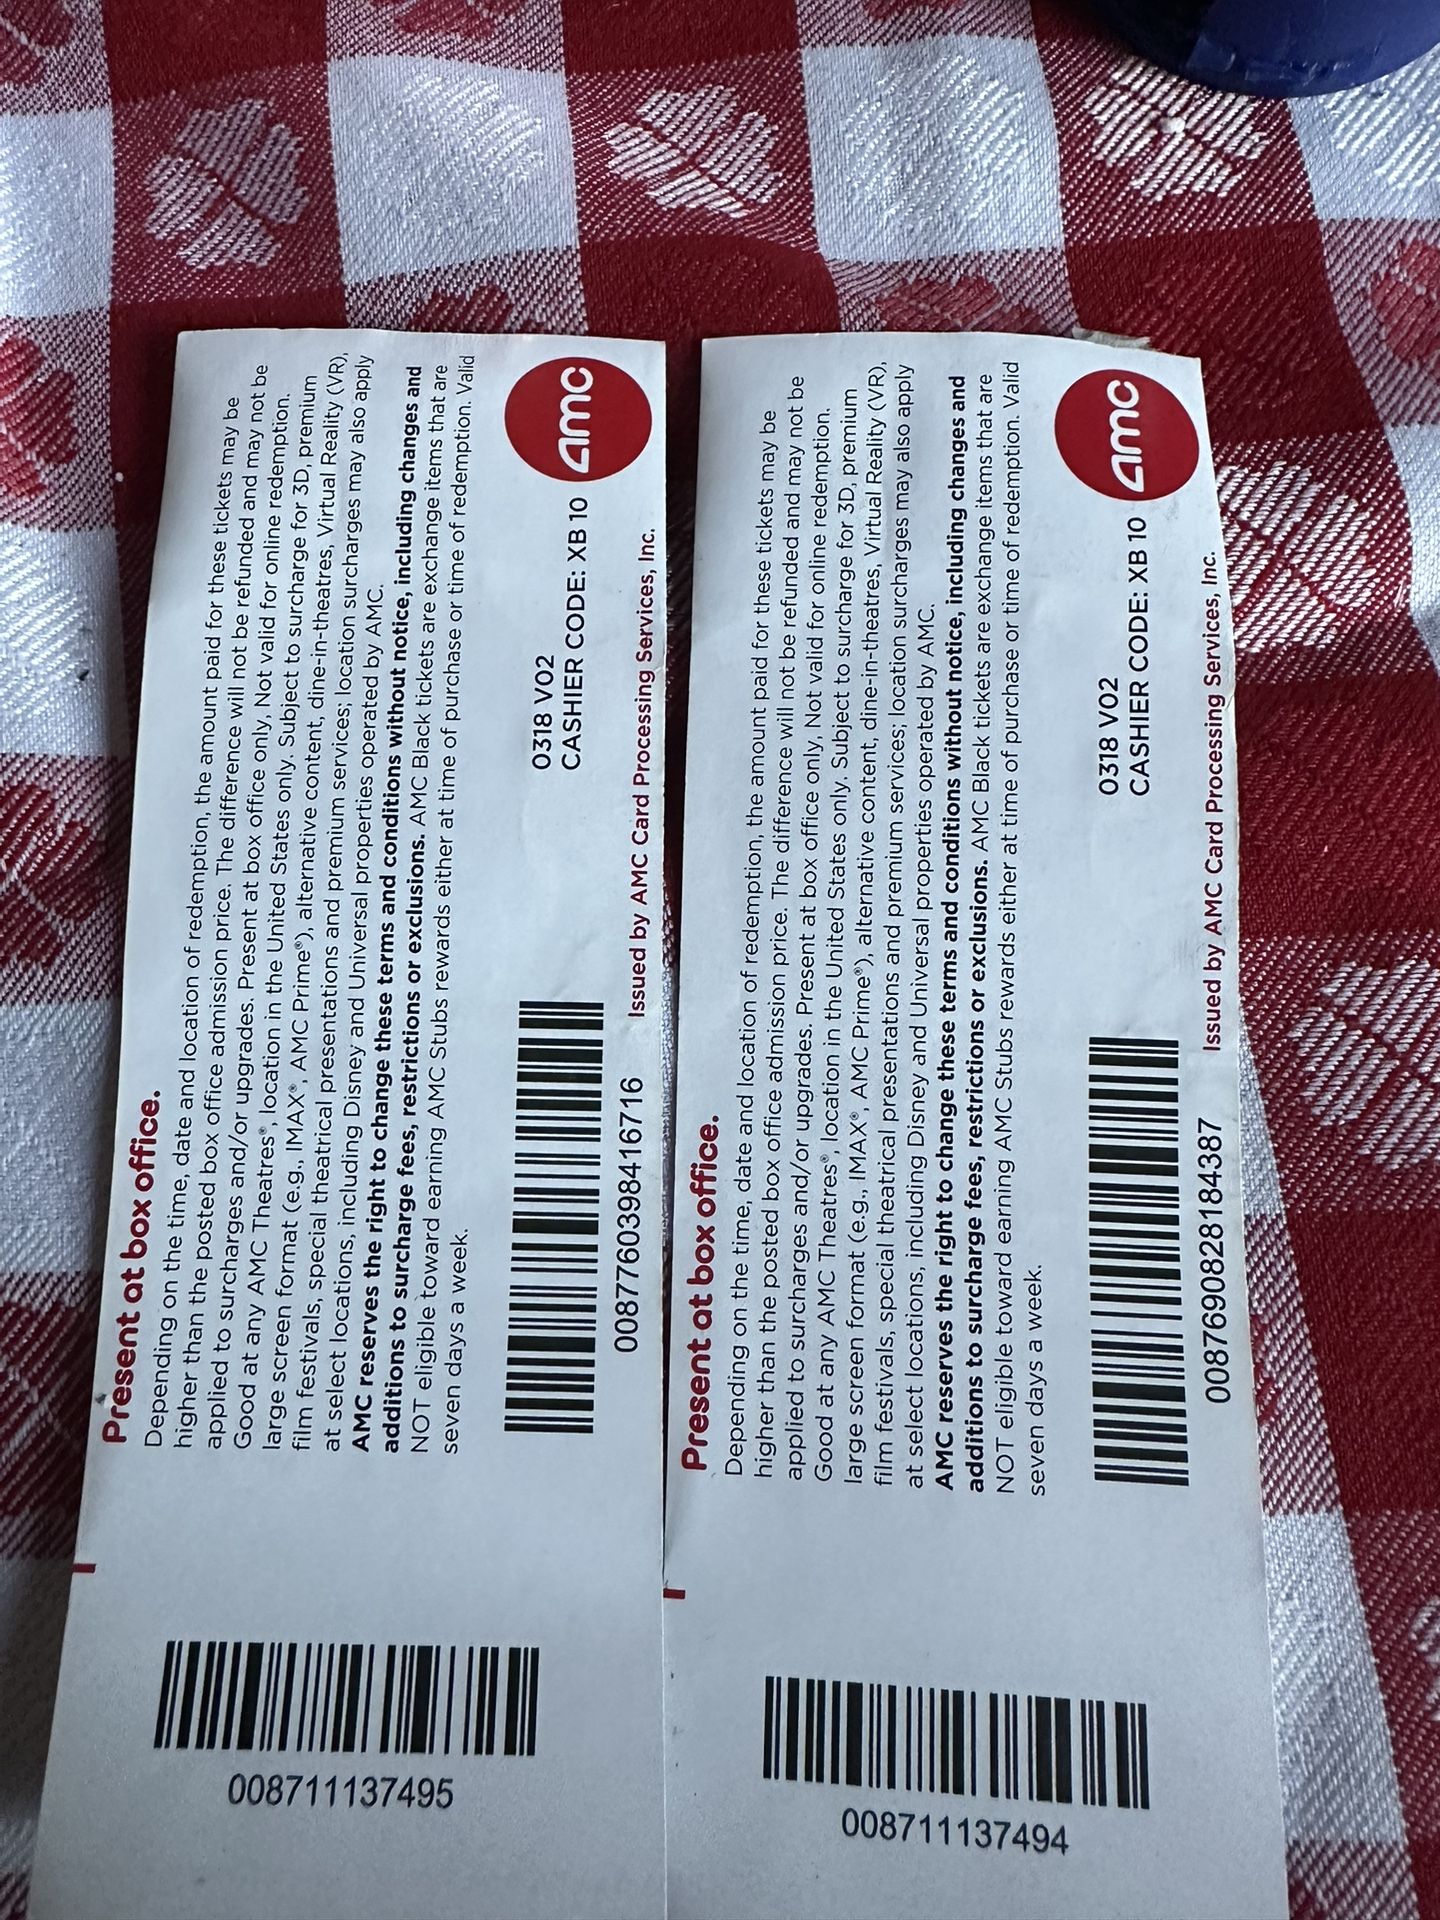 Present at box office.
Depending on the time, date and location of redemption, the amount paid for these tickets may be
higher than the posted box office admission price. The difference will not be refunded and may not be
applied to surcharges and/or upgrades. Present at box office only, Not valid for online redemption.
Good at any AMC Theatres®, location in the United States only. Subject to surcharge for 3D, premium
large screen format (e.g., IMAX®, AMC Prime®), alternative content, dine-in-theatres, Virtual Reality (VR),
film festivals, special theatrical presentations and premium services; location surcharges may also apply
at select locations, including Disney and Universal properties operated by AMC.
AMC reserves the right to change these terms and conditions without notice, including changes and
additions to surcharge fees, restrictions or exclusions. AMC Black tickets are exchange items that are
NOT eligible toward earning AMC Stubs rewards either at time of purchase or time of redemption. Valid
seven days a week.
0318 V02
CASHIER CODE: XB 10
amc
00877603984167​16
Issued by AMC Card Processing Services, Inc.
008711137495
Present at box office.
Depending on the time, date and location of redemption, the amount paid for these tickets may be
higher than the posted box office admission price. The difference will not be refunded and may not be
applied to surcharges and/or upgrades. Present at box office only, Not valid for online redemption.
Good at any AMC Theatres®, location in the United States only. Subject to surcharge for 3D, premium
large screen format (e.g., IMAX®, AMC Prime®), alternative content, dine-in-theatres, Virtual Reality (VR),
film festivals, special theatrical presentations and premium services; location surcharges may also apply
at select locations, including Disney and Universal properties operated by AMC.
AMC reserves the right to change these terms and conditions without notice, including changes and
additions to surcharge fees, restrictions or exclusions. AMC Black tickets are exchange items that are
NOT eligible toward earning AMC Stubs rewards either at time of purchase or time of redemption. Valid
seven days a week.
0318 V02
CASHIER CODE: XB 10
amc
0087690828184387
Issued by AMC Card Processing Services, Inc.
008711137494